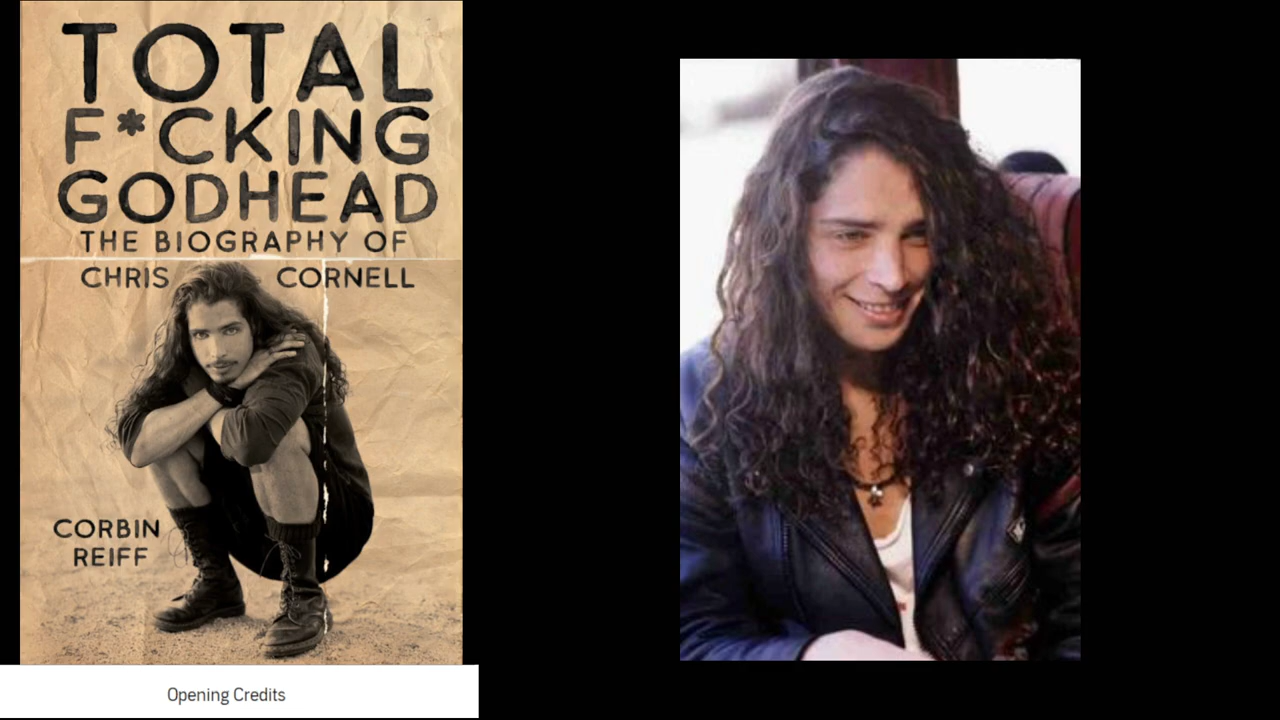 TOTAL
F*CKING
GODHEAD
THE BIOGRAPHY OF
CHRIS CORNELL
CORBIN
REIFF
Opening Credits